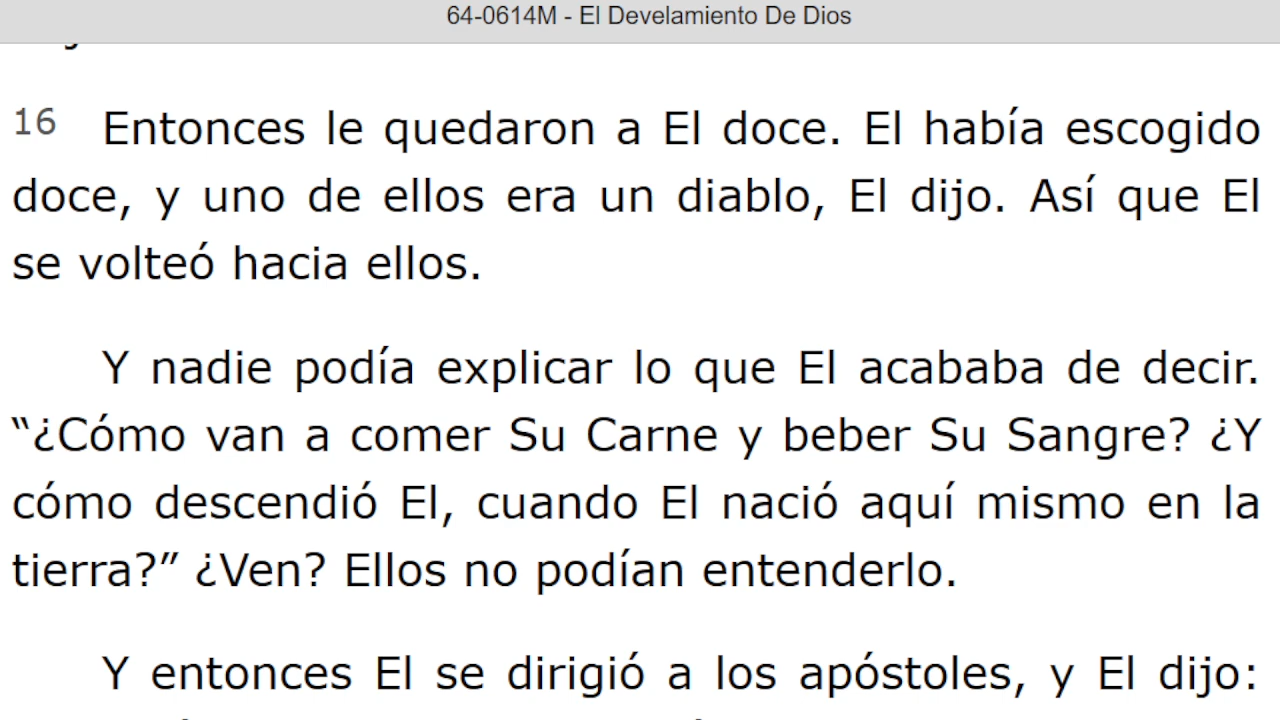 64-0614M - El Develamiento De Dios
16 Entonces le quedaron a El doce. El había escogido
doce, y uno de ellos era un diablo, El dijo. Así que El
se volteó hacia ellos.
Y nadie podía explicar lo que El acababa de decir.
“¿Cómo van a comer Su Carne y beber Su Sangre? ¿Y
cómo descendió El, cuando El nació aquí mismo en la
tierra?” ¿Ven? Ellos no podían entenderlo.
Y entonces El se dirigió a los apóstoles, y El dijo: